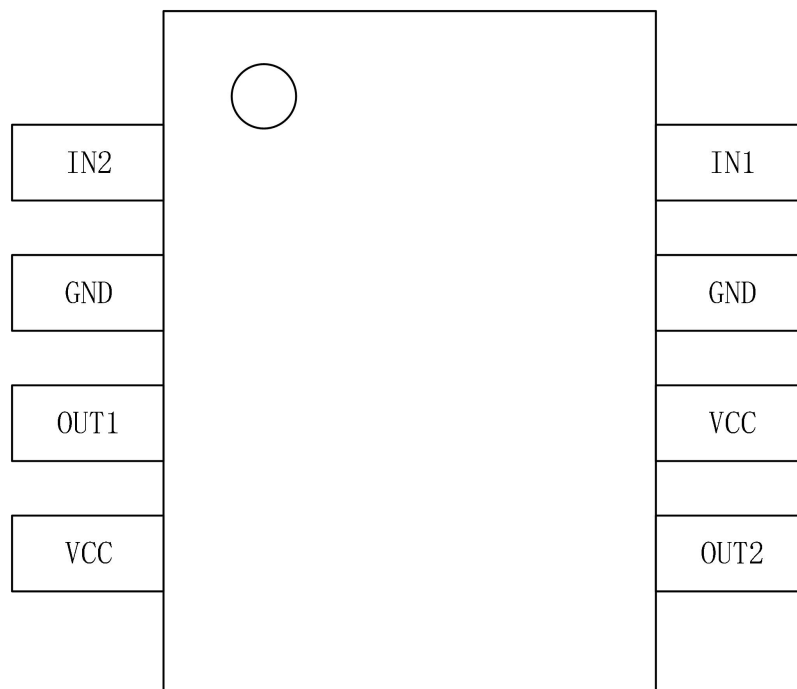 IN2
IN1
GND
GND
OUT1
VCC
VCC
OUT2